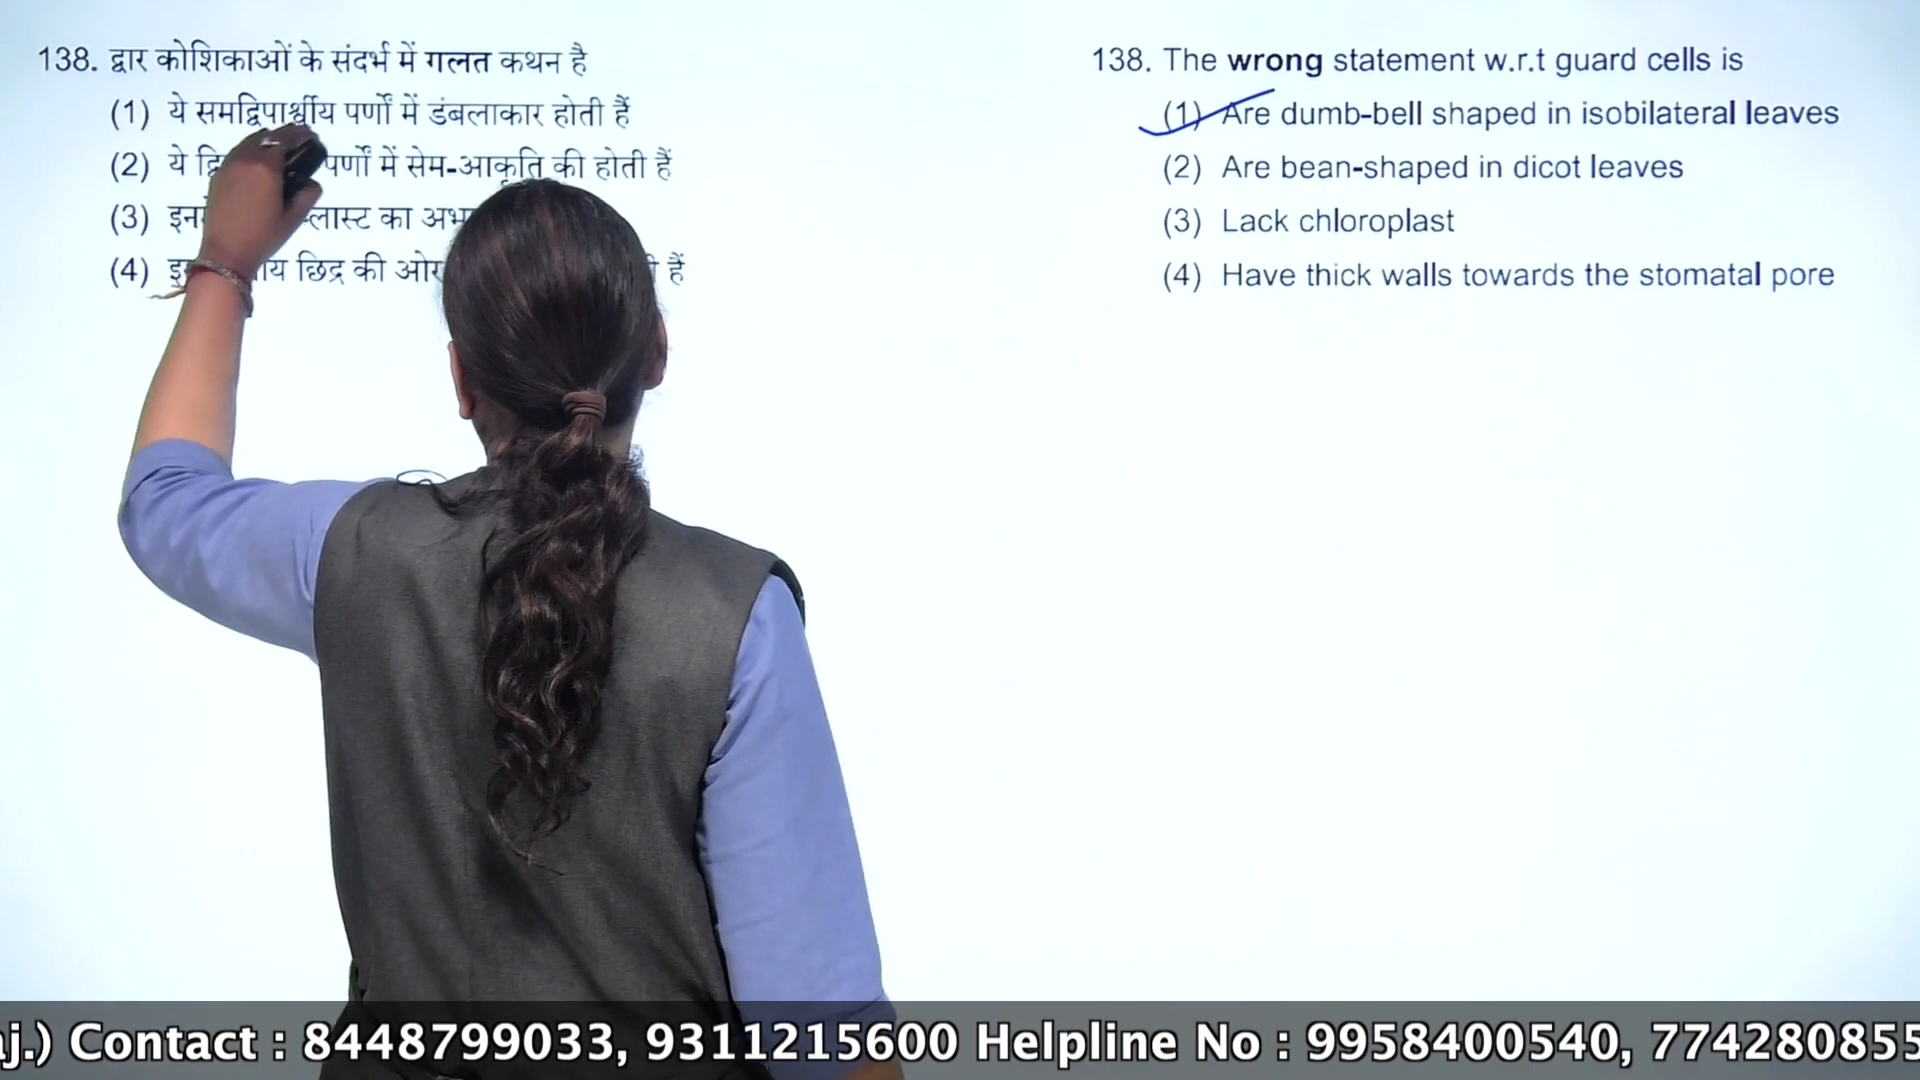 138. द्वार कोशिकाओं के संदर्भ में गलत कथन है
(1) ये समद्विपार्श्वीय पर्णों में डंबलाकार होती हैं
(2) ये पर्णों में सेम-आकृति की होती हैं
(3) का
(4) छिद्र की ओर हैं
138. The wrong statement w.r.t guard cells is
(1) Are dumb-bell shaped in isobilateral leaves
(2) Are bean-shaped in dicot leaves
(3) Lack chloroplast
(4) Have thick walls towards the stomatal pore
Contact : 8448799033, 9311215600 Helpline No : 9958400540,